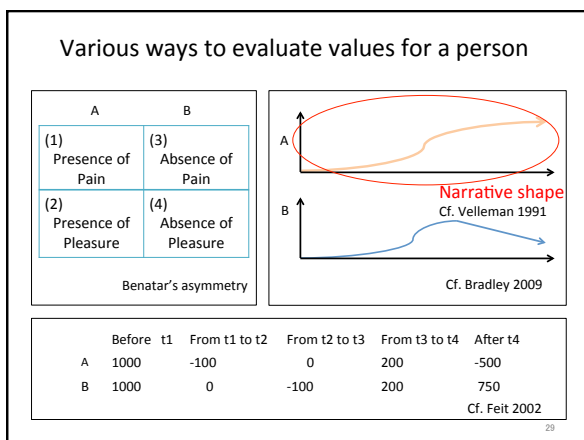 Various ways to evaluate values for a person
A B
(1) (3)
Presence of Absence of
Pain Pain
(2) (4)
Presence of Absence of
Pleasure Pleasure
Benatar's asymmetry
A
Narrative shape
Cf. Velleman 1991
B
Cf. Bradley 2009
Before t1 From t1 to t2 From t2 to t3 From t3 to t4 After t4
A 1000 -100 0 200 -500
B 1000 0 -100 200 750
Cf. Feit 2002
29